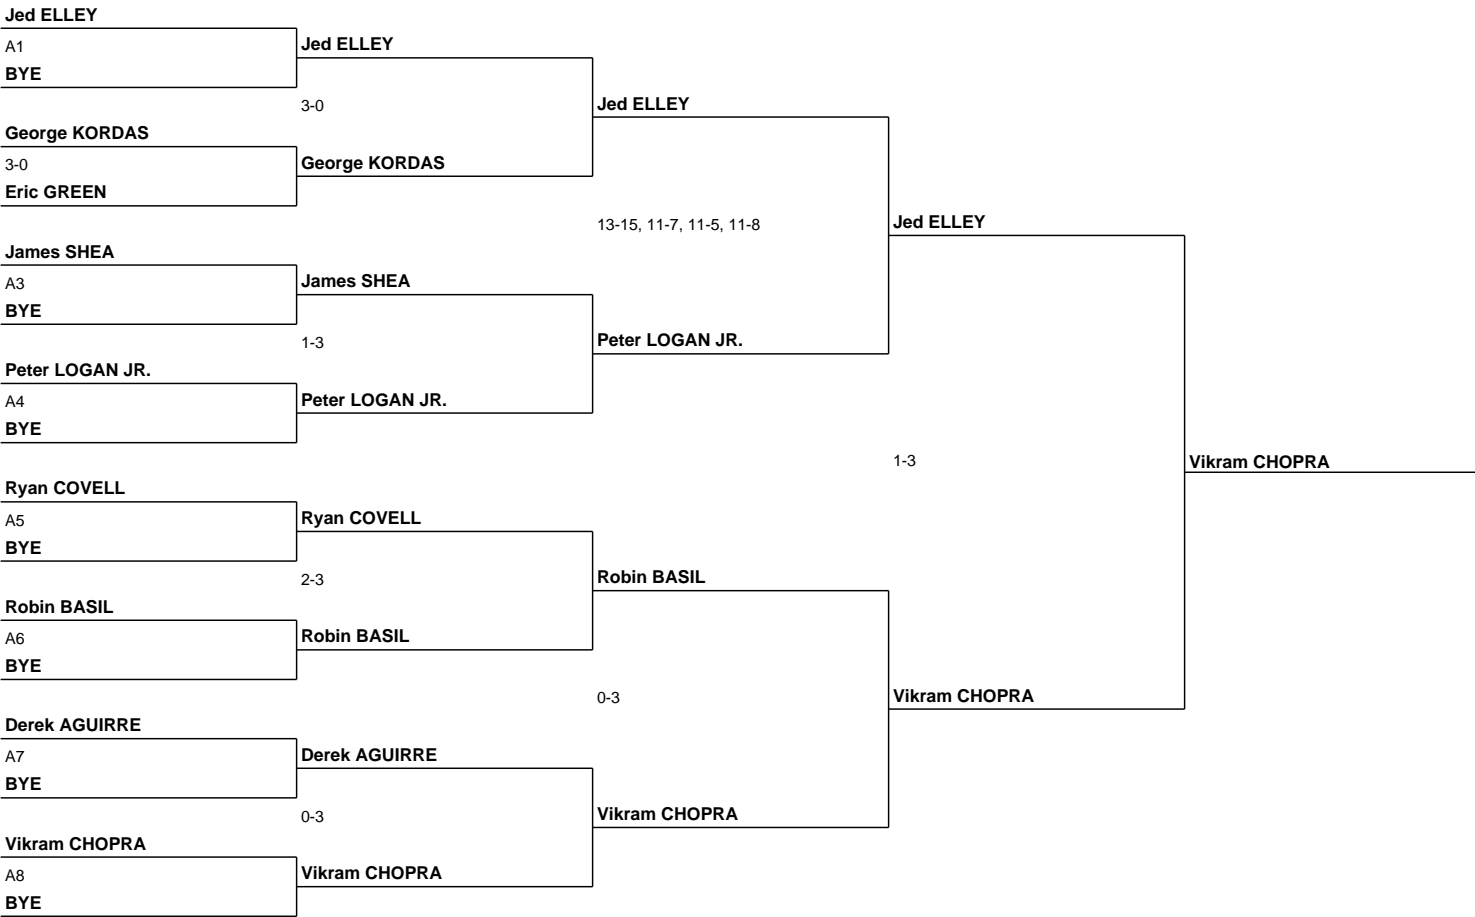 Jed ELLEY
A1
BYE
George KORDAS
3-0
Eric GREEN
James SHEA
A3
BYE
Peter LOGAN JR.
A4
BYE
Ryan COVELL
A5
BYE
Robin BASIL
A6
BYE
Derek AGUIRRE
A7
BYE
Vikram CHOPRA
A8
BYE
Jed ELLEY
3-0
George KORDAS
James SHEA
1-3
Peter LOGAN JR.
Ryan COVELL
2-3
Robin BASIL
Derek AGUIRRE
0-3
Vikram CHOPRA
Jed ELLEY
13-15, 11-7, 11-5, 11-8
Peter LOGAN JR.
Robin BASIL
0-3
Vikram CHOPRA
Jed ELLEY
1-3
Vikram CHOPRA
Vikram CHOPRA